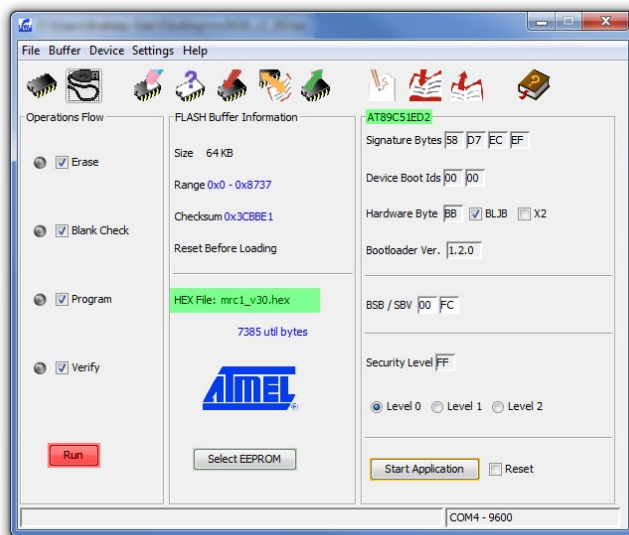 File Buffer Device Settings Help
Operations Flow
Erase
Blank Check
Program
Verify
Run
FLASH Buffer Information
Size 64 KB
Range 0x0 - 0x8737
Checksum 0x3CBBE1
Reset Before Loading
HEX File: mrc1_v30.hex
7385 util bytes
ATMEL
Select EEPROM
AT89C51ED2
Signature Bytes 58 D7 EC EF
Device Boot Ids 00 00
Hardware Byte BB BLJB X2
Bootloader Ver. 1.2.0
BSB / SBV 00 FC
Security Level FF
Level 0 Level 1 Level 2
Start Application Reset
COM4 - 9600